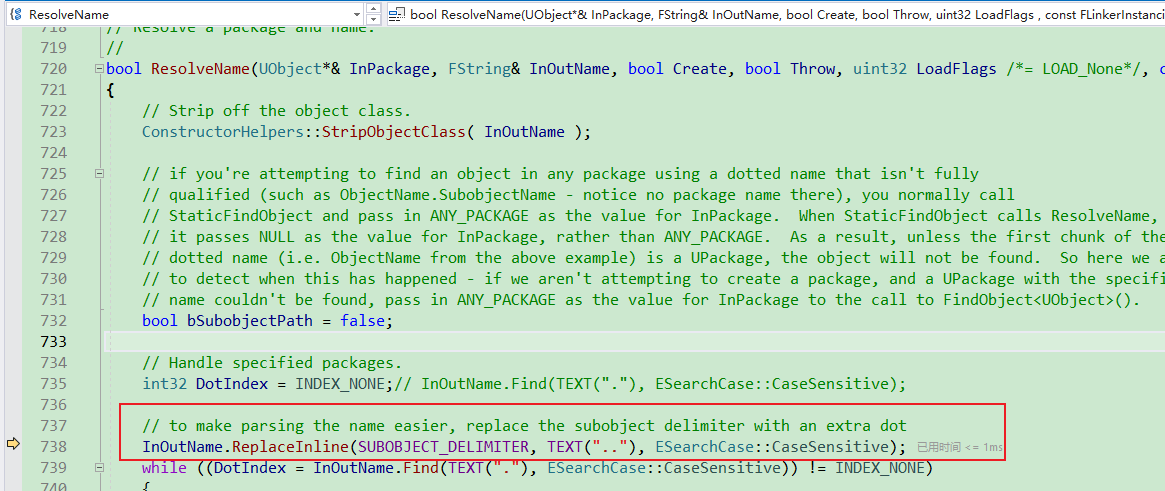 ResolveName
bool ResolveName(UObject*& InPackage, FString& InOutName, bool Create, bool Throw, uint32 LoadFlags , const FLinkerInstanci
718 // Resolve a package and name.
719 //
720 bool ResolveName(UObject*& InPackage, FString& InOutName, bool Create, bool Throw, uint32 LoadFlags /*= LOAD_None*/, c
721 {
722 // Strip off the object class.
723 ConstructorHelpers::StripObjectClass( InOutName );
724
725 // if you're attempting to find an object in any package using a dotted name that isn't fully
726 // qualified (such as ObjectName.SubobjectName - notice no package name there), you normally call
727 // StaticFindObject and pass in ANY_PACKAGE as the value for InPackage.  When StaticFindObject calls ResolveName,
728 // it passes NULL as the value for InPackage, rather than ANY_PACKAGE.  As a result, unless the first chunk of the
729 // dotted name (i.e. ObjectName from the above example) is a UPackage, the object will not be found.  So here we a
730 // to detect when this has happened - if we aren't attempting to create a package, and a UPackage with the specifi
731 // name couldn't be found, pass in ANY_PACKAGE as the value for InPackage to the call to FindObject<UObject>().
732 bool bSubobjectPath = false;
733
734 // Handle specified packages.
735 int32 DotIndex = INDEX_NONE;// InOutName.Find(TEXT("."), ESearchCase::CaseSensitive);
736
737 // to make parsing the name easier, replace the subobject delimiter with an extra dot
738 InOutName.ReplaceInline(SUBOBJECT_DELIMITER, TEXT(".."), ESearchCase::CaseSensitive); 已用时间 <= 1ms
739 while ((DotIndex = InOutName.Find(TEXT("."), ESearchCase::CaseSensitive)) != INDEX_NONE)
740 {